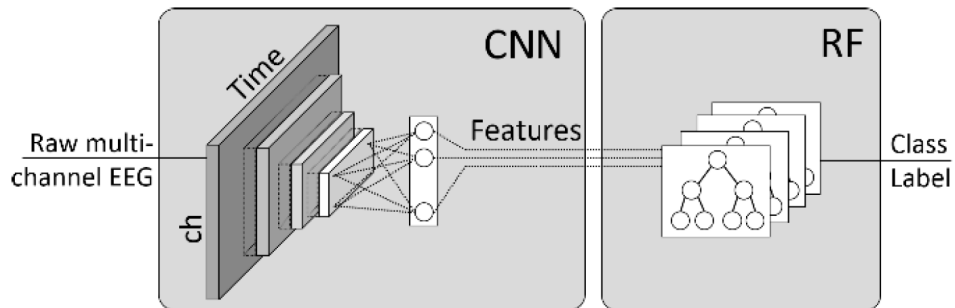 CNN
RF
Time
Raw multi-
channel EEG
ch
Features
Class
Label